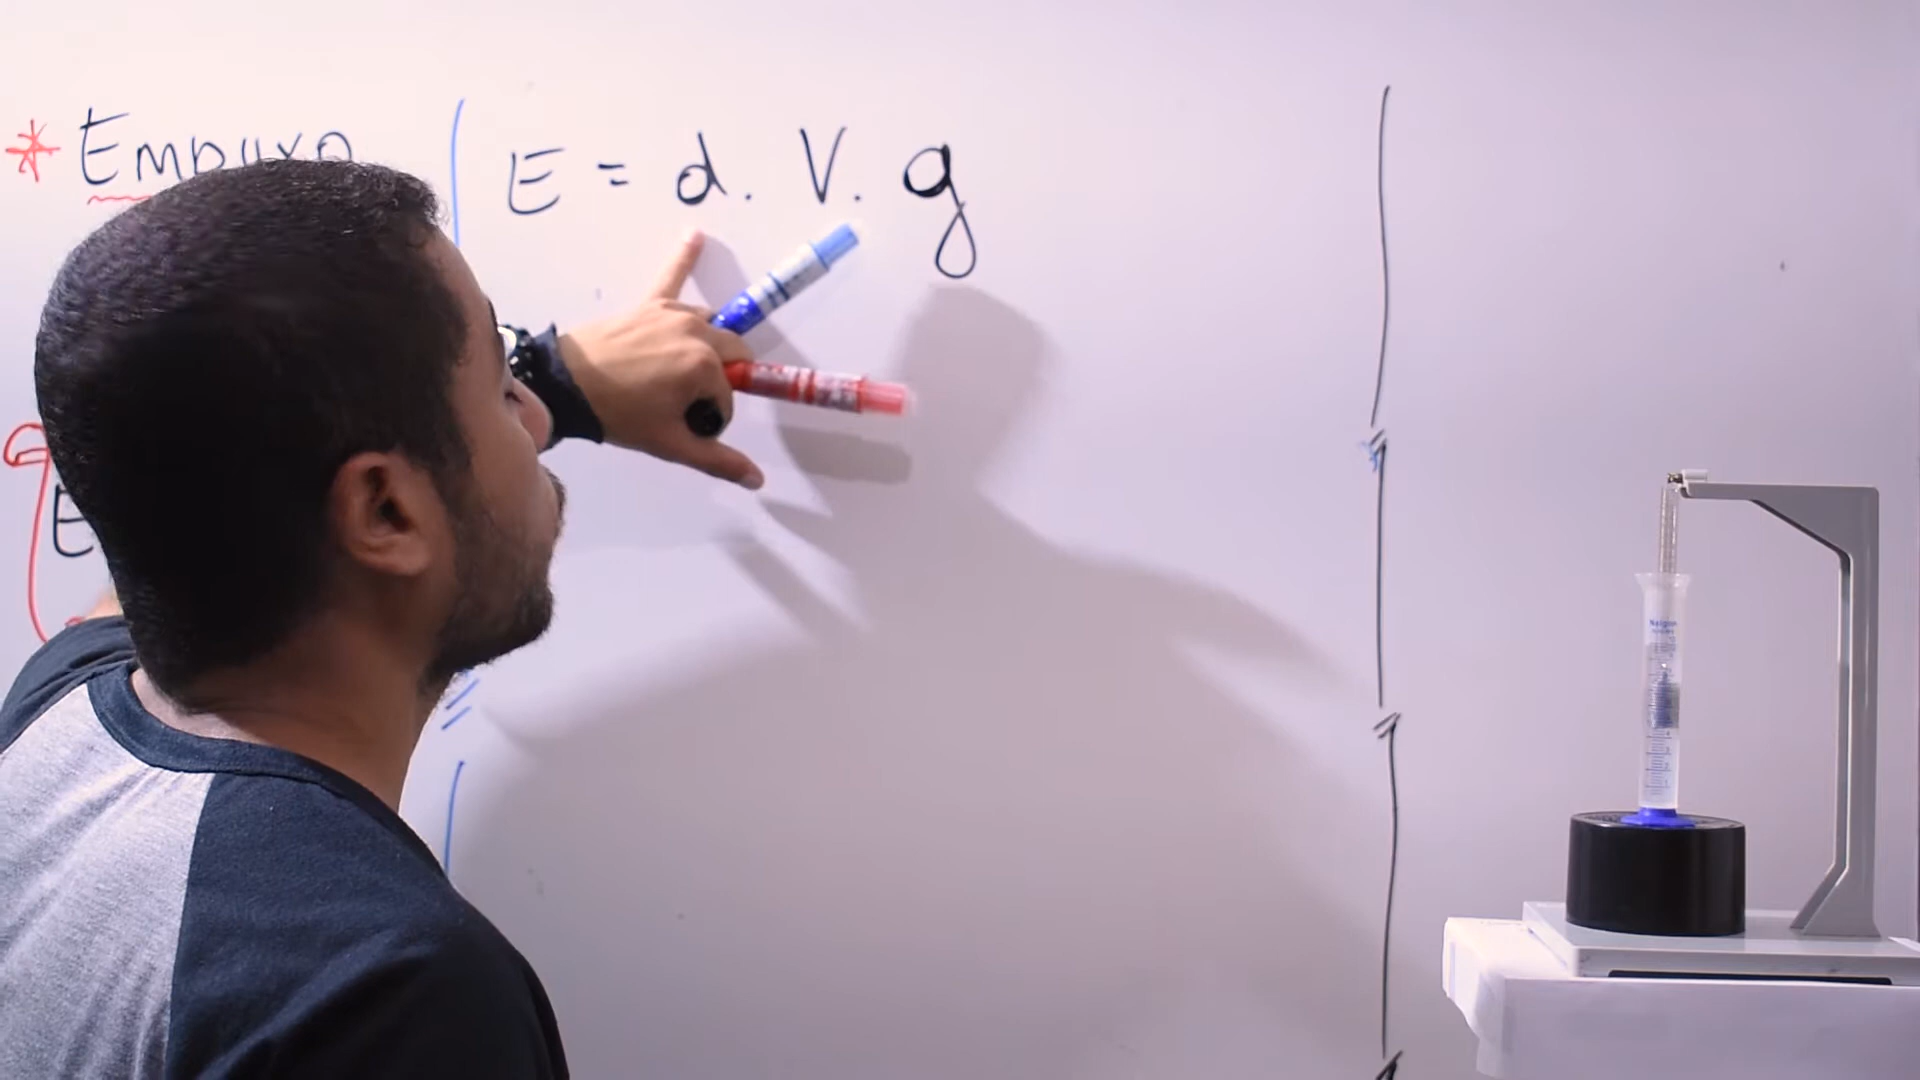 * Empuxo
E = d. V. g
E